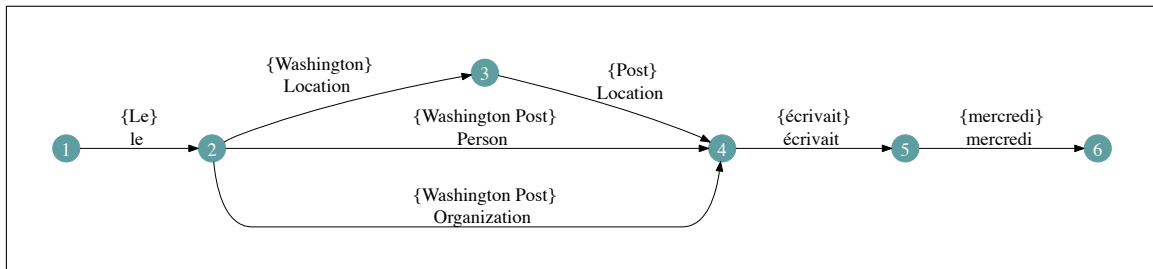 {Washington}
Location
3
{Post}
Location
{Le}
le
{Washington Post}
Person
{écrivait}
écrivait
{mercredi}
mercredi
1
2
4
5
6
{Washington Post}
Organization